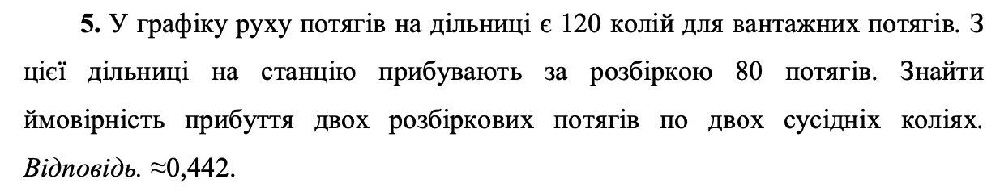 5. У графіку руху потягів на дільниці є 120 колій для вантажних потягів. З
цієї дільниці на станцію прибувають за розбіркою 80 потягів. Знайти
ймовірність прибуття двох розбіркових потягів по двох сусідніх коліях.
Відповідь. ≈0,442.